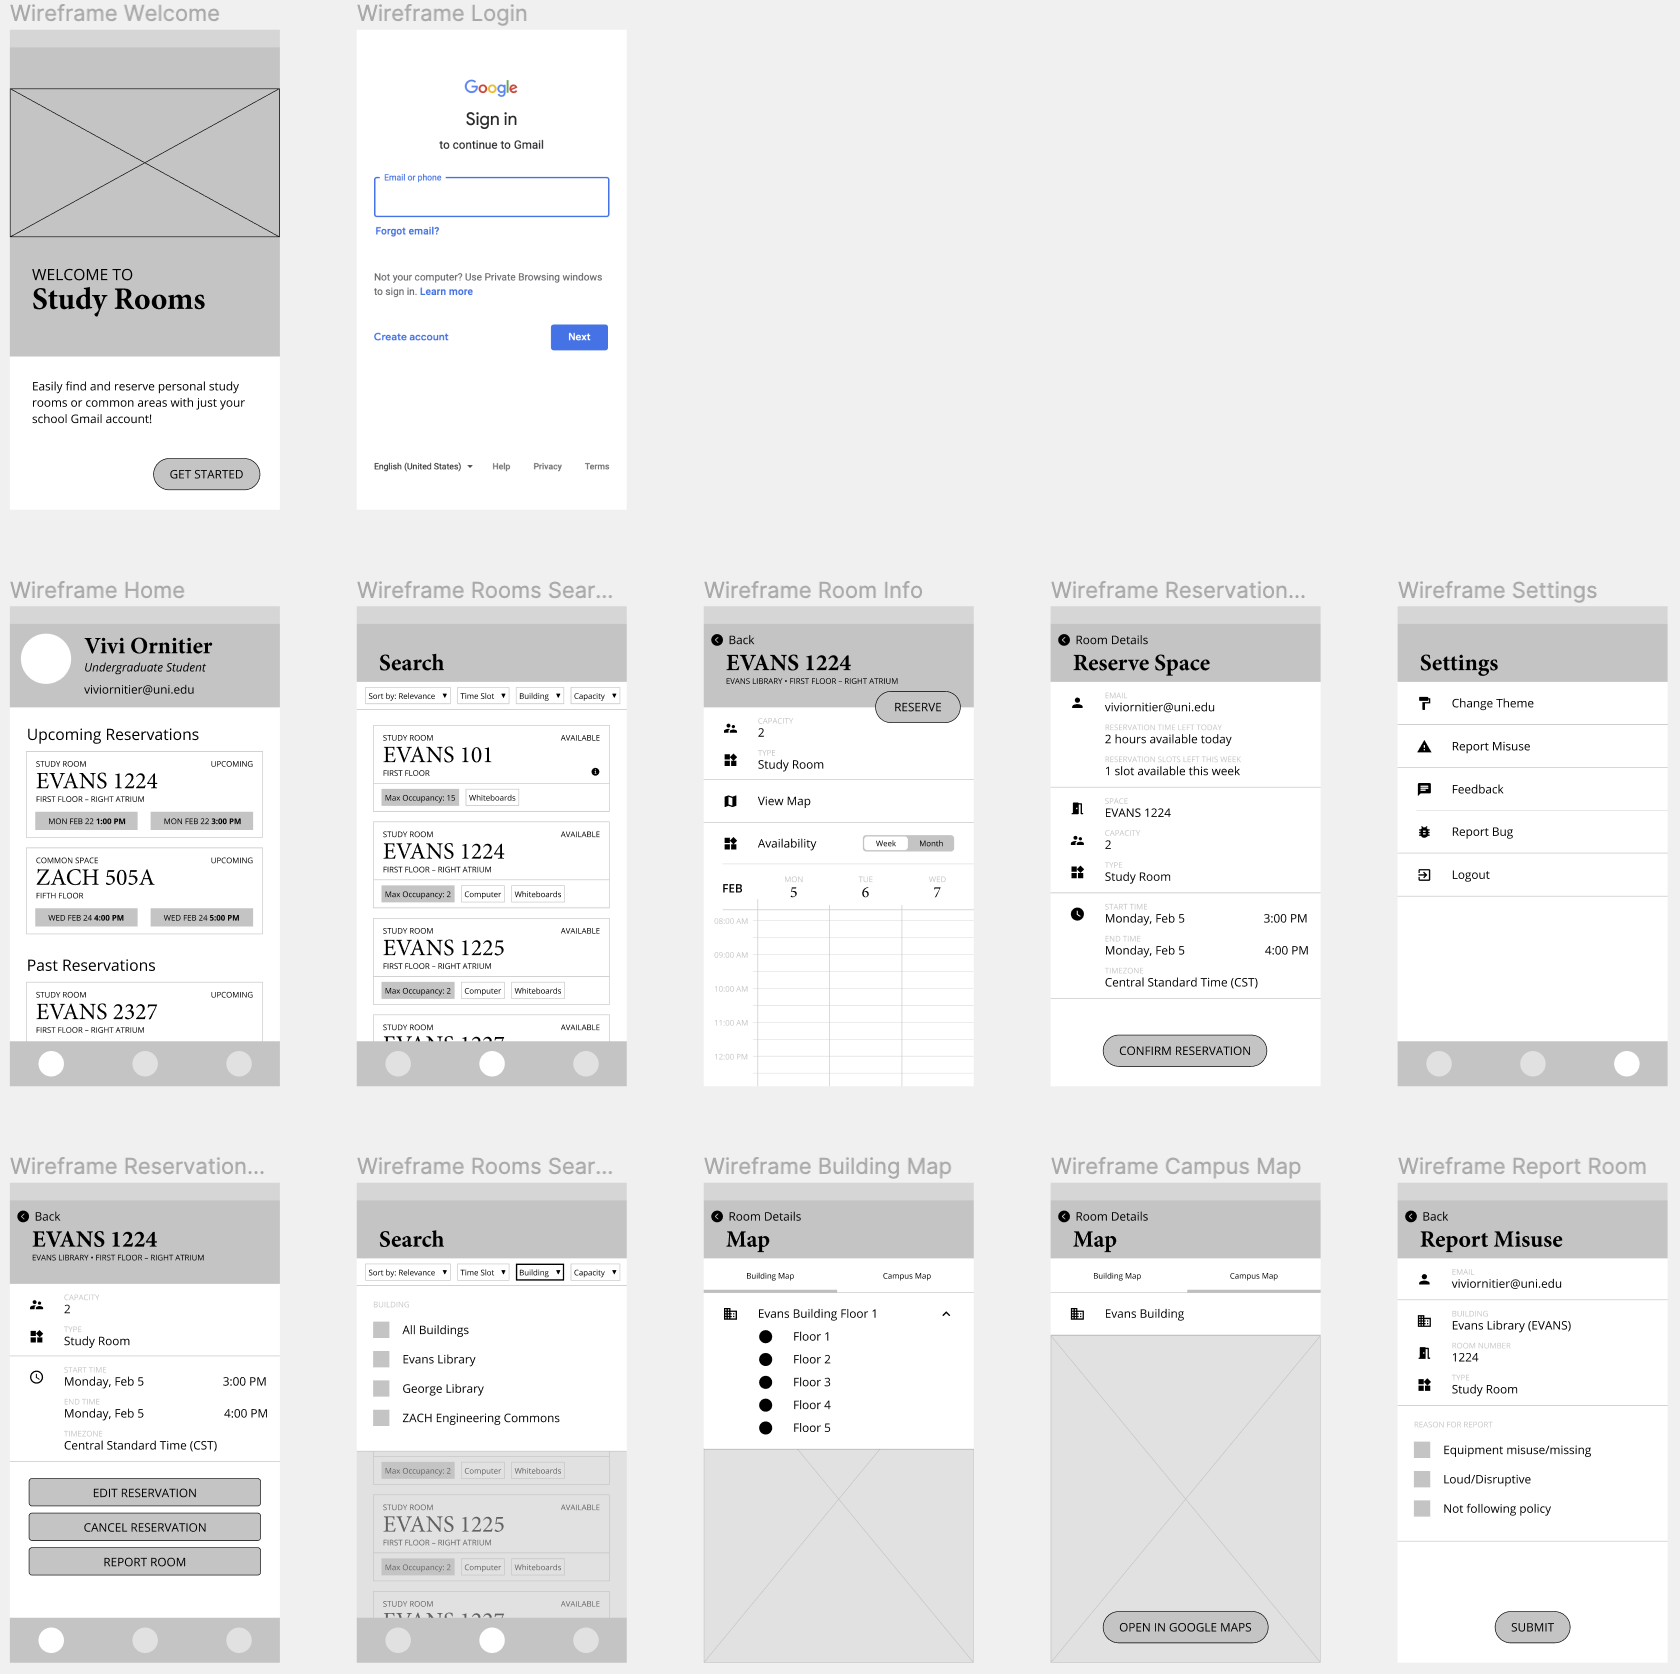 Wireframe Welcome
WELCOME TO
Study Rooms
Easily find and reserve personal study
rooms or common areas with just your
school Gmail account!
GET STARTED
Wireframe Login
Google
Sign in
to continue to Gmail
Email or phone
Forgot email?
Not your computer? Use Private Browsing windows
to sign in. Learn more
Create account
Next
English (United States)
Help
Privacy
Terms
Wireframe Home
Vivi Ornitier
Undergraduate Student
viviornitier@uni.edu
Upcoming Reservations
STUDY ROOM
UPCOMING
EVANS 1224
FIRST FLOOR – RIGHT ATRIUM
MON FEB 22 1:00 PM
MON FEB 22 3:00 PM
COMMON SPACE
UPCOMING
ZACH 505A
FIFTH FLOOR
WED FEB 24 4:00 PM
WED FEB 24 5:00 PM
Past Reservations
STUDY ROOM
UPCOMING
EVANS 2327
FIRST FLOOR – RIGHT ATRIUM
Wireframe Rooms Sear...
Search
Sort by: Relevance
Time Slot
Building
Capacity
STUDY ROOM
AVAILABLE
EVANS 101
FIRST FLOOR
Max Occupancy: 15
Whiteboards
STUDY ROOM
AVAILABLE
EVANS 1224
FIRST FLOOR – RIGHT ATRIUM
Max Occupancy: 2
Computer
Whiteboards
STUDY ROOM
AVAILABLE
EVANS 1225
FIRST FLOOR – RIGHT ATRIUM
Max Occupancy: 2
Computer
Whiteboards
STUDY ROOM
AVAILABLE
EVANS 1227
Wireframe Room Info
Back
EVANS 1224
EVANS LIBRARY • FIRST FLOOR – RIGHT ATRIUM
RESERVE
CAPACITY
2
TYPE
Study Room
View Map
Availability
Week
Month
FEB
MON
5
TUE
6
WED
7
08:00 AM
09:00 AM
10:00 AM
11:00 AM
12:00 PM
Wireframe Reservation...
Room Details
Reserve Space
EMAIL
viviornitier@uni.edu
RESERVATION TIME LEFT TODAY
2 hours available today
RESERVATION SLOTS LEFT THIS WEEK
1 slot available this week
SPACE
EVANS 1224
CAPACITY
2
TYPE
Study Room
START TIME
Monday, Feb 5
3:00 PM
END TIME
Monday, Feb 5
4:00 PM
TIMEZONE
Central Standard Time (CST)
CONFIRM RESERVATION
Wireframe Settings
Settings
Change Theme
Report Misuse
Feedback
Report Bug
Logout
Wireframe Reservation...
Back
EVANS 1224
EVANS LIBRARY • FIRST FLOOR – RIGHT ATRIUM
CAPACITY
2
TYPE
Study Room
START TIME
Monday, Feb 5
3:00 PM
END TIME
Monday, Feb 5
4:00 PM
TIMEZONE
Central Standard Time (CST)
EDIT RESERVATION
CANCEL RESERVATION
REPORT ROOM
Wireframe Rooms Sear...
Search
Sort by: Relevance
Time Slot
Building
Capacity
BUILDING
All Buildings
Evans Library
George Library
ZACH Engineering Commons
Max Occupancy: 2
Computer
Whiteboards
STUDY ROOM
AVAILABLE
EVANS 1225
FIRST FLOOR – RIGHT ATRIUM
Max Occupancy: 2
Computer
Whiteboards
STUDY ROOM
AVAILABLE
EVANS 1227
Wireframe Building Map
Room Details
Map
Building Map
Campus Map
Evans Building Floor 1
Floor 1
Floor 2
Floor 3
Floor 4
Floor 5
Wireframe Campus Map
Room Details
Map
Building Map
Campus Map
Evans Building
OPEN IN GOOGLE MAPS
Wireframe Report Room
Back
Report Misuse
EMAIL
viviornitier@uni.edu
BUILDING
Evans Library (EVANS)
ROOM NUMBER
1224
TYPE
Study Room
REASON FOR REPORT
Equipment misuse/missing
Loud/Disruptive
Not following policy
SUBMIT